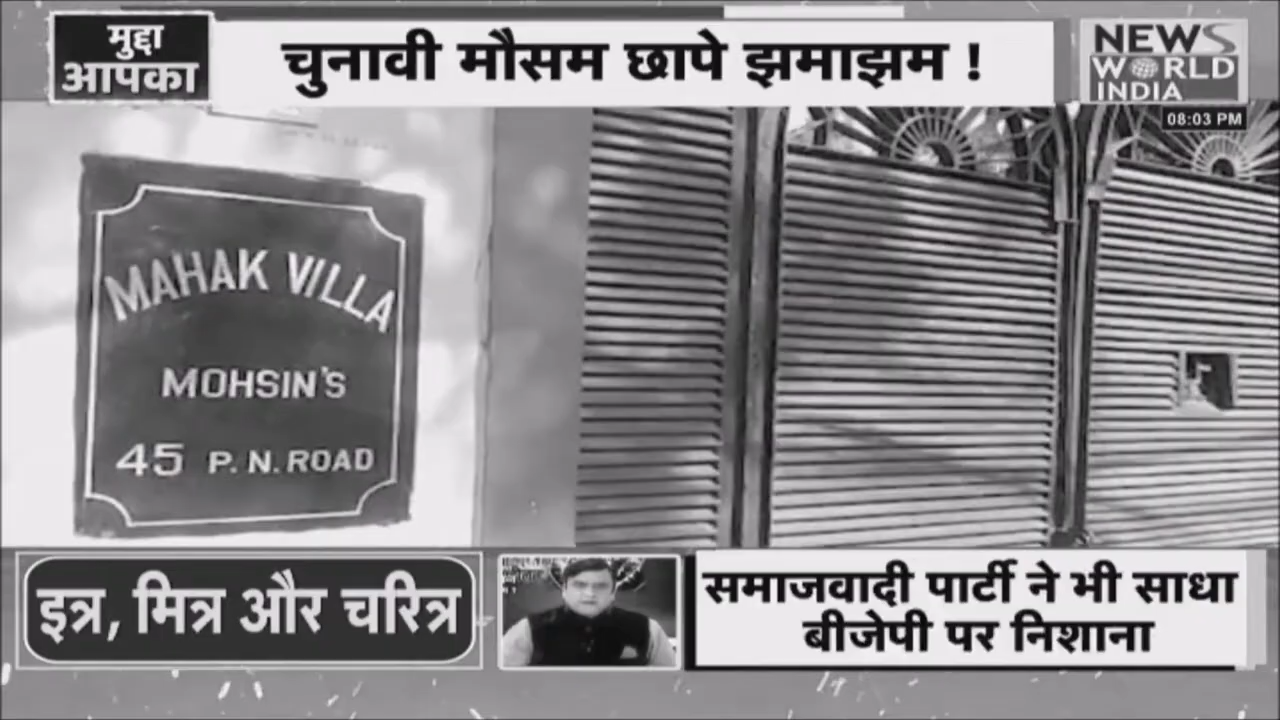 मुद्दा
आपका
चुनावी मौसम छापे झमाझम !
NEWS
WORLD
INDIA
08:03 PM
MAHAK VILLA
MOHSIN'S
45 P. N. ROAD
इत्र, मित्र और चरित्र
समाजवादी पार्टी ने भी साधा
बीजेपी पर निशाना